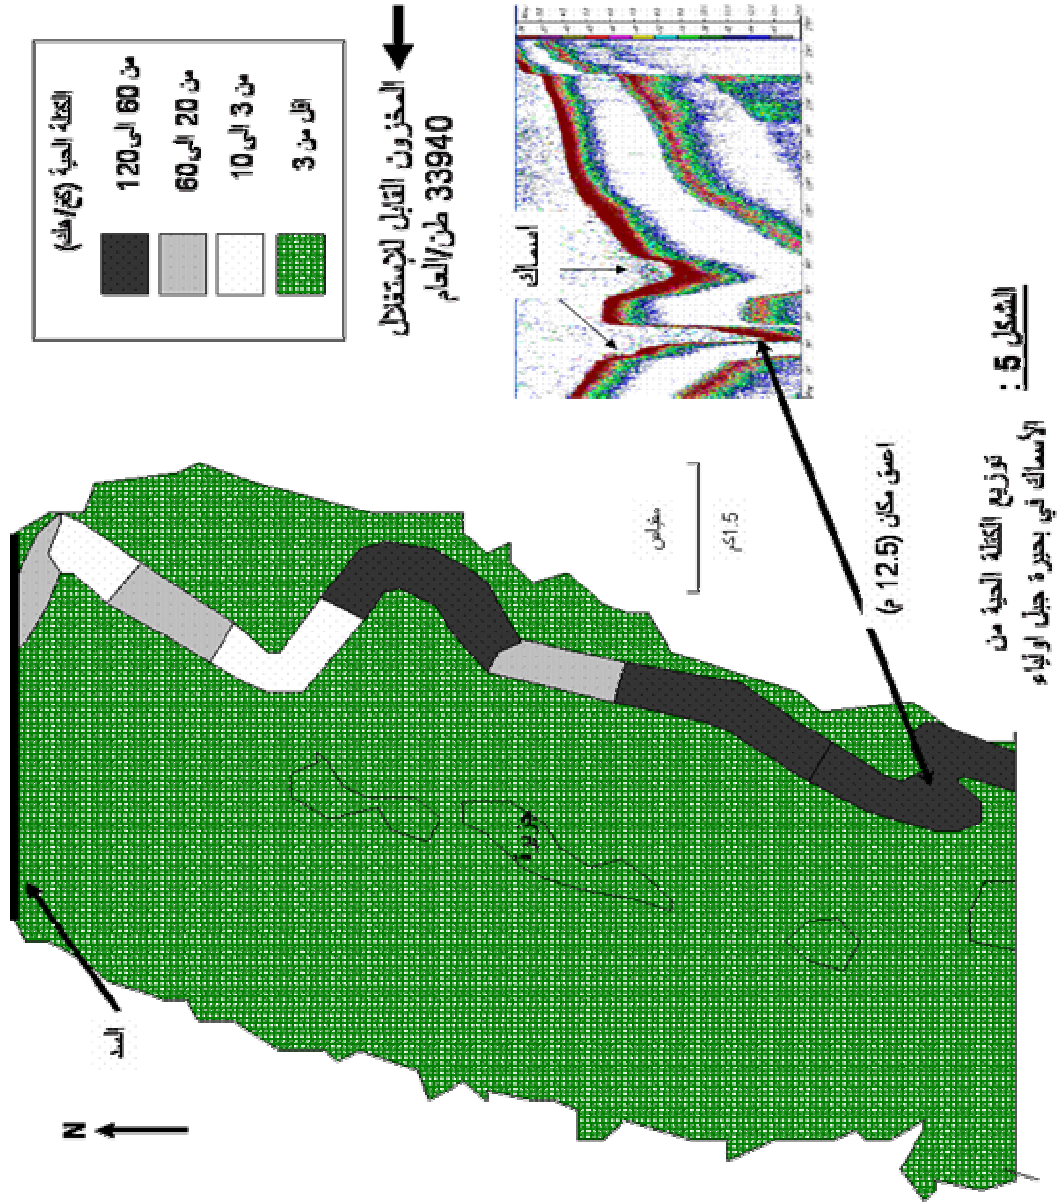 الكتلة الحية (كج/هك)
من 60 الى 120
من 20 الى 60
من 3 الى 10
اقل من 3
المخزون القابل للإستغلال
33940 طن/العام
اسماك
مقياس
1.5كم
اعمق مكان (12.5 م)
جزيرة
السد
N
الشكل 5 :
توزيع الكتلة الحية من
الأسماك في بحيرة جبل اولياء